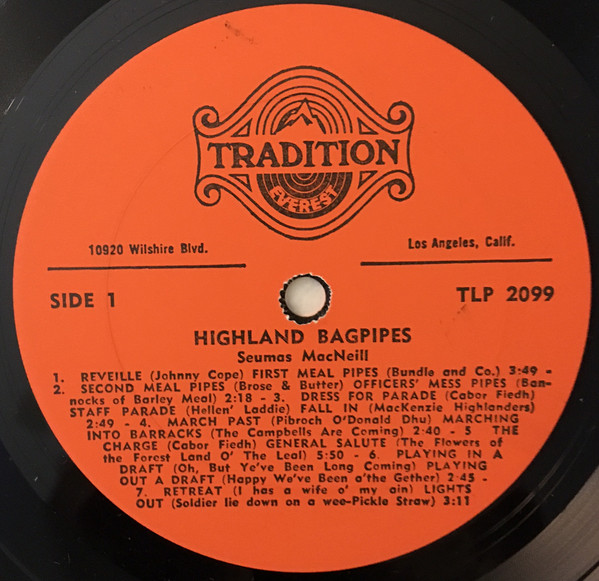 TRADITION
EVEREST
10920 Wilshire Blvd.
Los Angeles, Calif.
SIDE 1
TLP 2099
HIGHLAND BAGPIPES
Seumas MacNeill
1. REVEILLE (Johnny Cope) FIRST MEAL PIPES (Bundle and Co.) 3:49 -
2. SECOND MEAL PIPES (Brose & Butter) OFFICERS' MESS PIPES (Ban-
nocks of Barley Meal) 2:18 - 3. DRESS FOR PARADE (Cabor Fiedh)
STAFF PARADE (Hellen' Laddie) FALL IN (MacKenzie Highlanders)
2:49 - 4. MARCH PAST (Pibroch O'Donald Dhu) MARCHING
INTO BARRACKS (The Campbells Are Coming) 2:40 - 5 THE
CHARGE (Cabor Fiedh) GENERAL SALUTE (The Flowers of
the Forest Land O' The Leal) 5:50 - 6. PLAYING IN A
DRAFT (Oh, But Ye've Been Long Coming) PLAYING
OUT A DRAFT (Happy We've Been a'the Gether) 2:45 -
7. RETREAT (I has a wife o' my ain) LIGHTS
OUT (Soldier lie down on a wee-Pickle Straw) 3:11